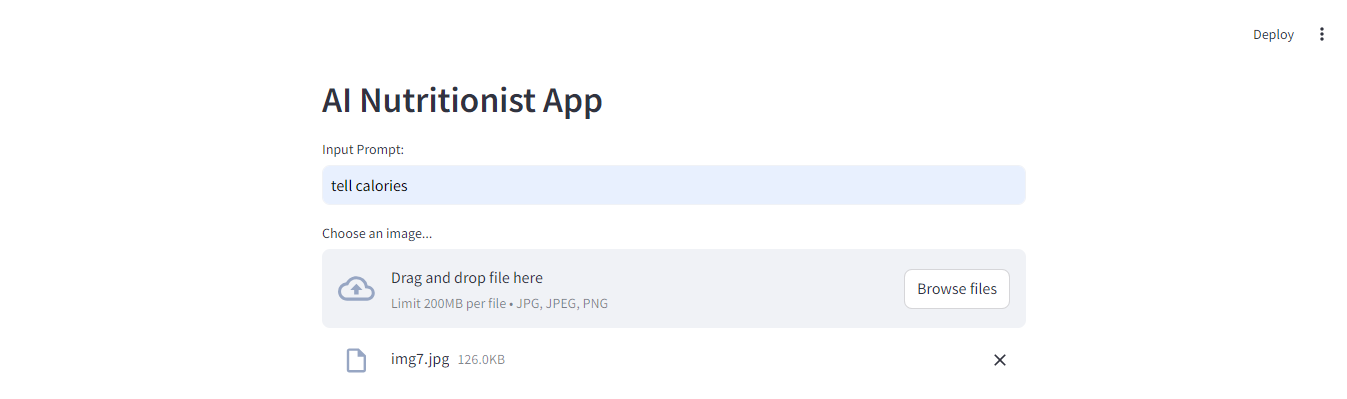 Deploy
AI Nutritionist App
Input Prompt:
tell calories
Choose an image...
Drag and drop file here
Limit 200MB per file • JPG, JPEG, PNG
Browse files
img7.jpg 126.0KB